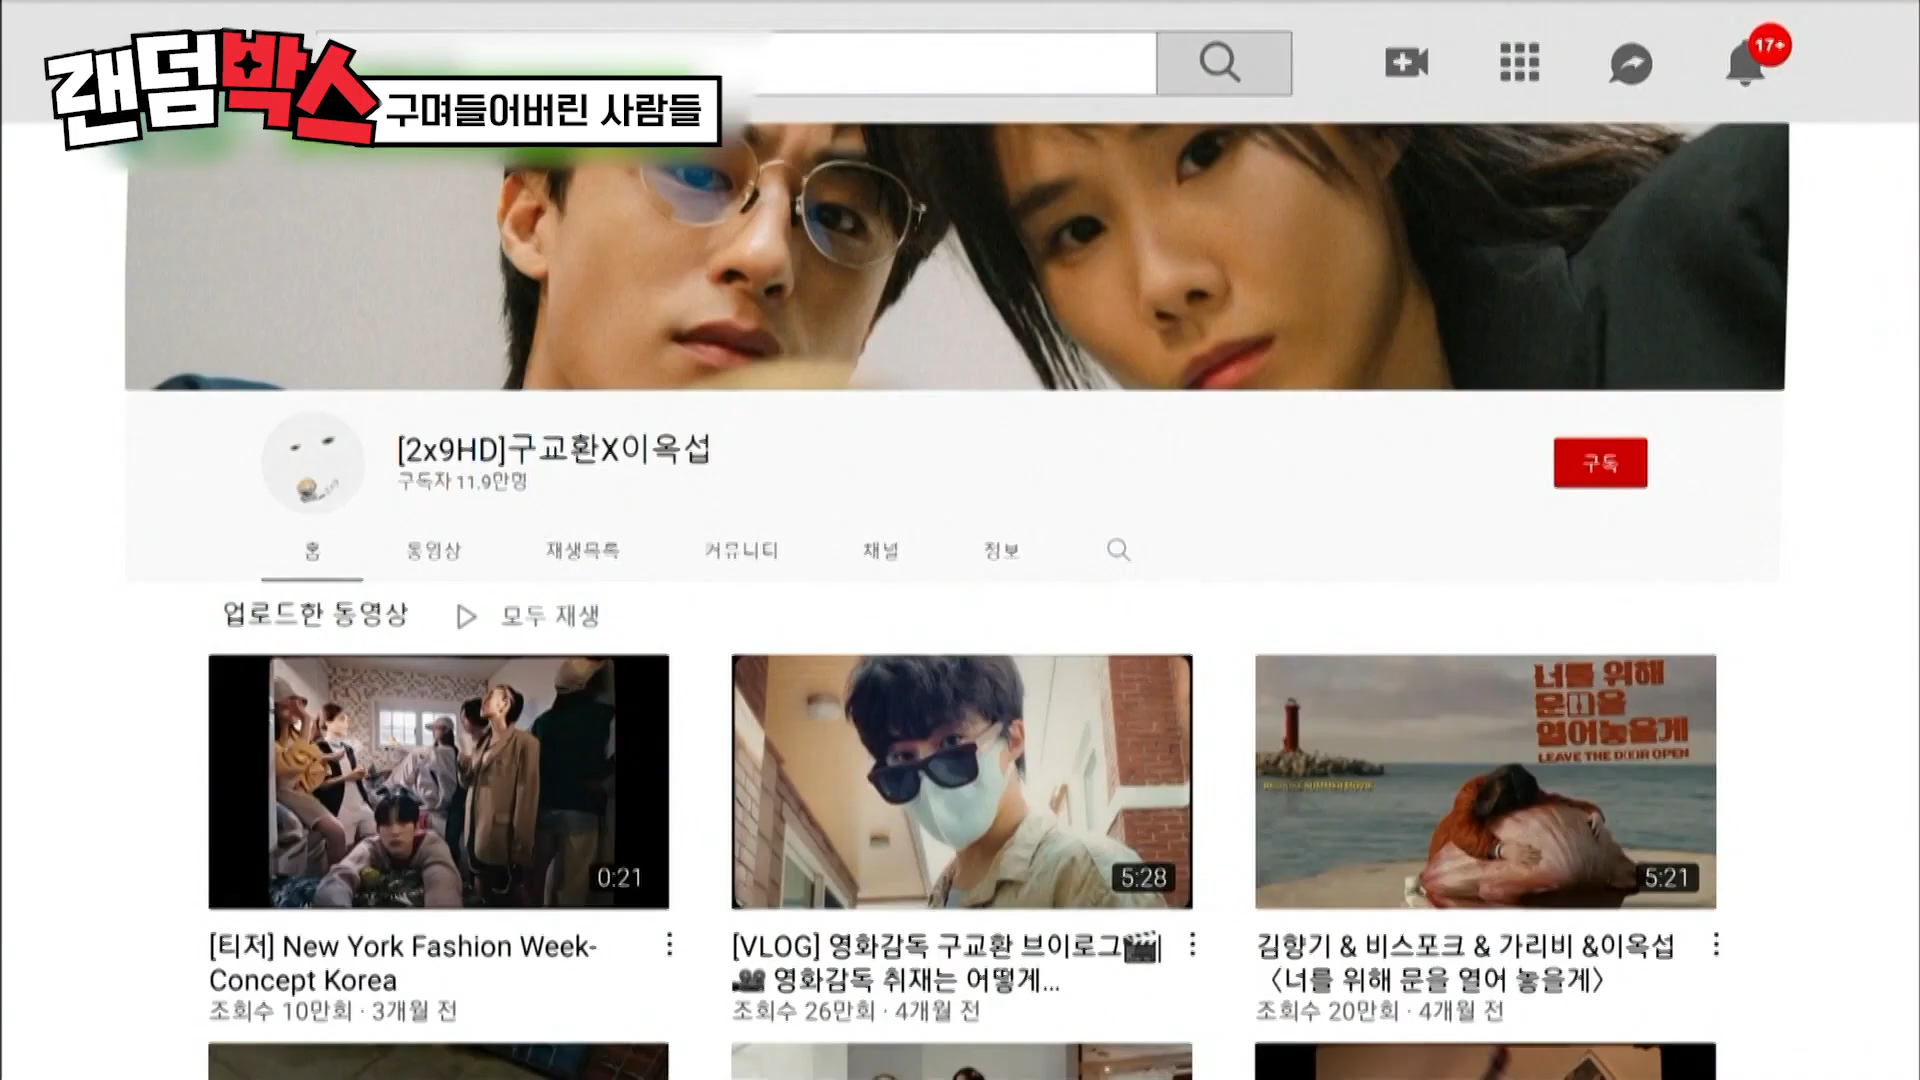 랜덤박스
구며들어버린 사람들
17+
[2x9HD]구교환X이옥섭
구독자 11.9만명
구독
홈 동영상 재생목록 커뮤니티 채널 정보
업로드한 동영상 모두 재생
너를 위해
문을
열어놓을게
LEAVE THE DOOR OPEN
0:21
5:28
5:21
[티저] New York Fashion Week-
Concept Korea
조회수 10만회 · 3개월 전
[VLOG] 영화감독 구교환 브이로그🎬
🎥 영화감독 취재는 어떻게...
조회수 26만회 · 4개월 전
김향기 & 비스포크 & 가리비 &이옥섭
〈너를 위해 문을 열어 놓을게〉
조회수 20만회 · 4개월 전